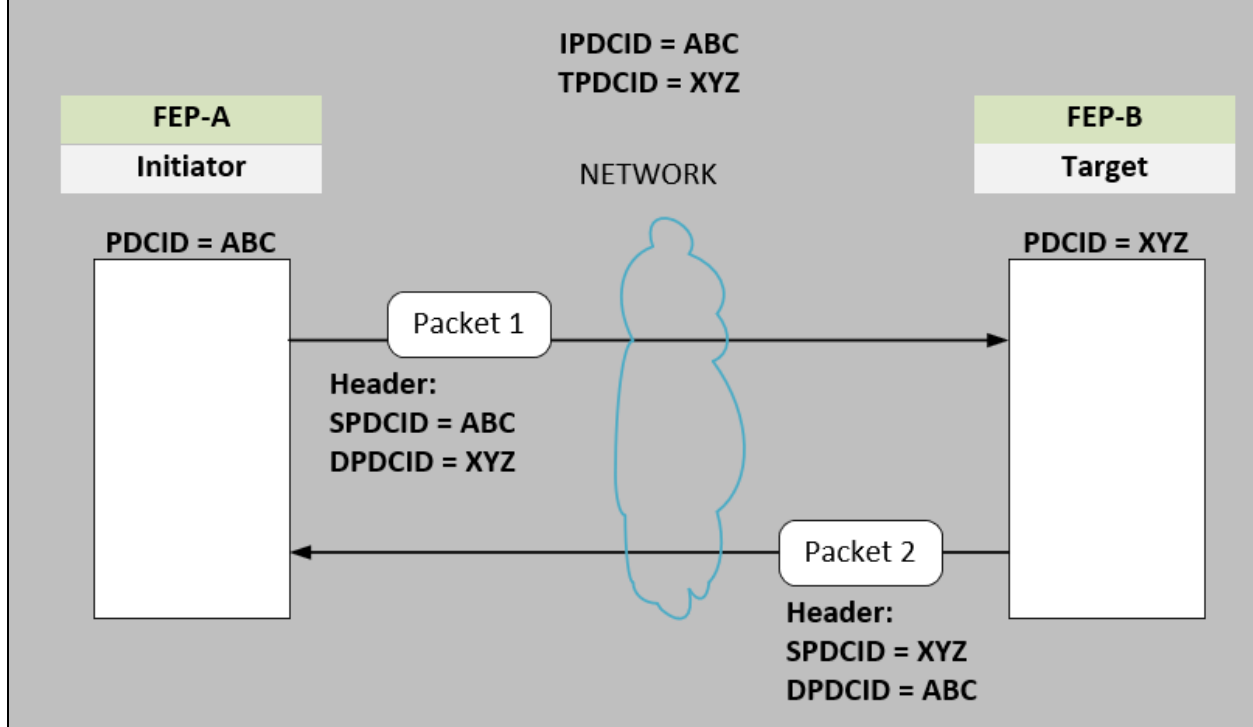 IPDCID = ABC
TPDCID = XYZ
FEP-A
Initiator
FEP-B
Target
NETWORK
PDCID = ABC
PDCID = XYZ
Packet 1
Header:
SPDCID = ABC
DPDCID = XYZ
Packet 2
Header:
SPDCID = XYZ
DPDCID = ABC